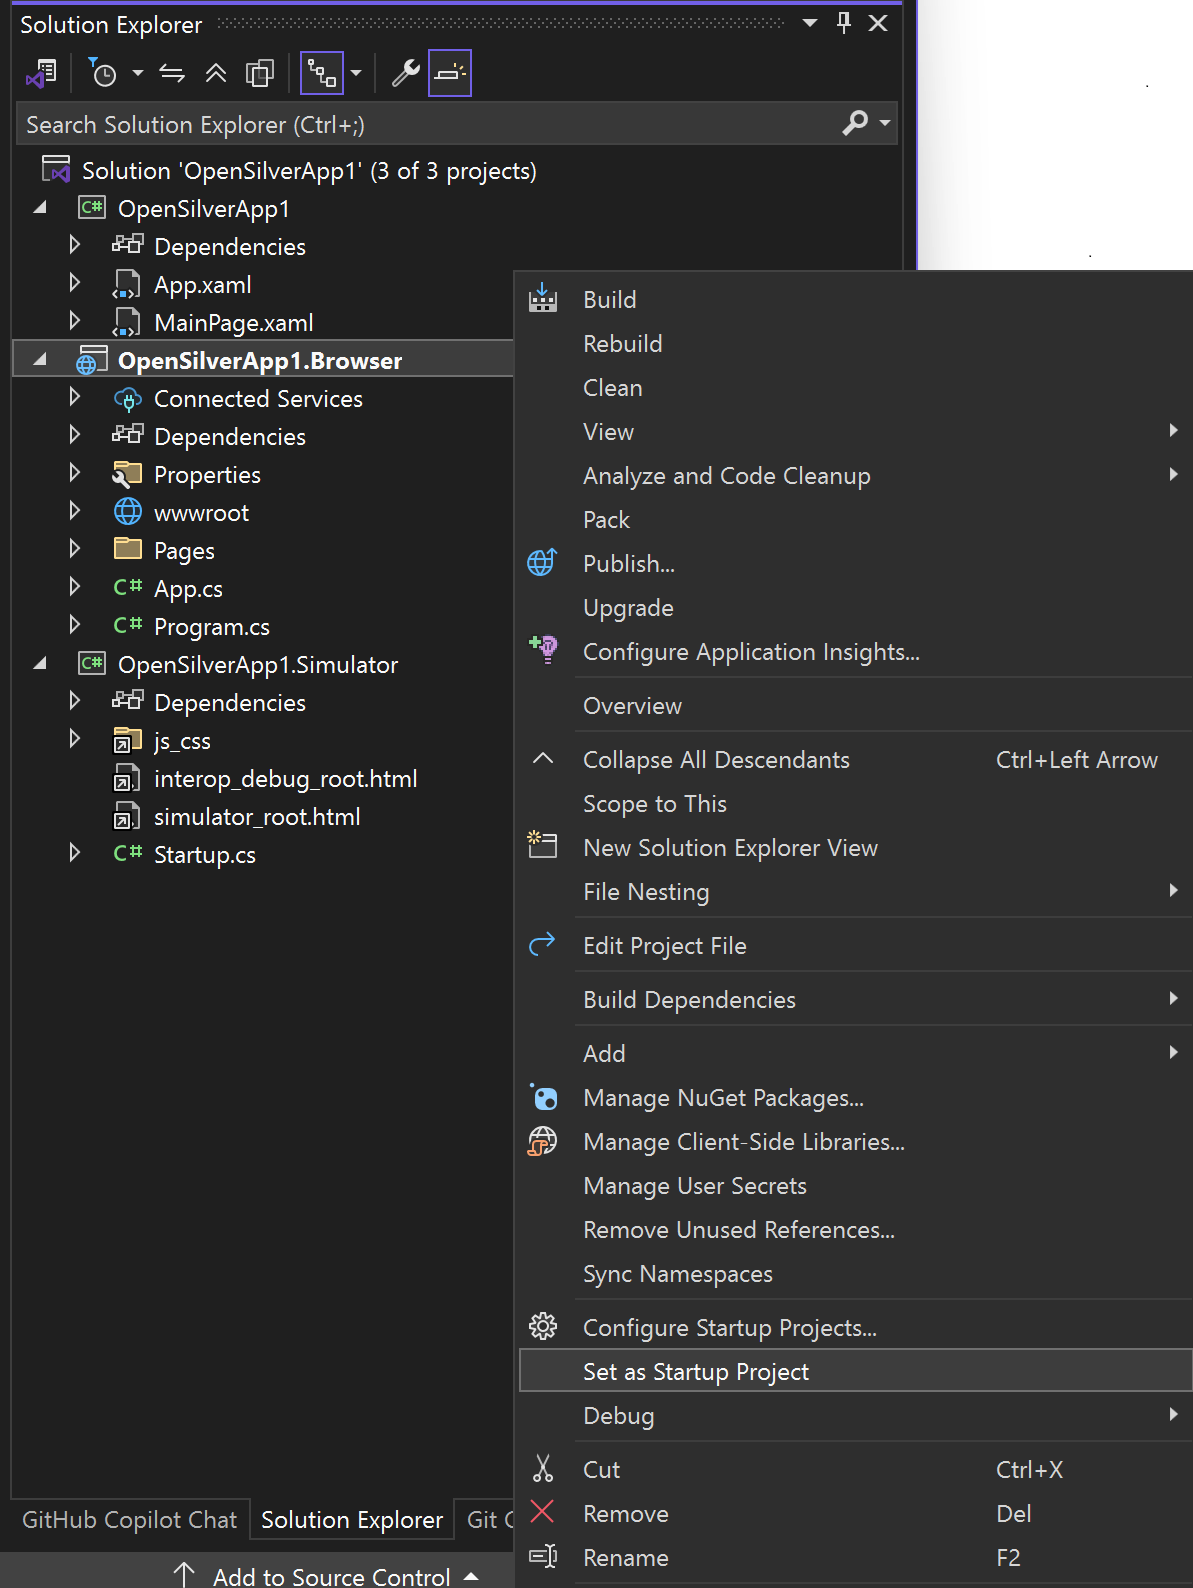 Solution Explorer
Search Solution Explorer (Ctrl+;)
Solution 'OpenSilverApp1' (3 of 3 projects)
C# OpenSilverApp1
Dependencies
App.xaml
MainPage.xaml
OpenSilverApp1.Browser
Connected Services
Dependencies
Properties
wwwroot
Pages
C# App.cs
C# Program.cs
C# OpenSilverApp1.Simulator
Dependencies
js_css
interop_debug_root.html
simulator_root.html
C# Startup.cs
GitHub Copilot Chat
Solution Explorer
Git
Add to Source Control
Build
Rebuild
Clean
View
Analyze and Code Cleanup
Pack
Publish...
Upgrade
Configure Application Insights...
Overview
Collapse All Descendants Ctrl+Left Arrow
Scope to This
New Solution Explorer View
File Nesting
Edit Project File
Build Dependencies
Add
Manage NuGet Packages...
Manage Client-Side Libraries...
Manage User Secrets
Remove Unused References...
Sync Namespaces
Configure Startup Projects...
Set as Startup Project
Debug
Cut Ctrl+X
Remove Del
Rename F2